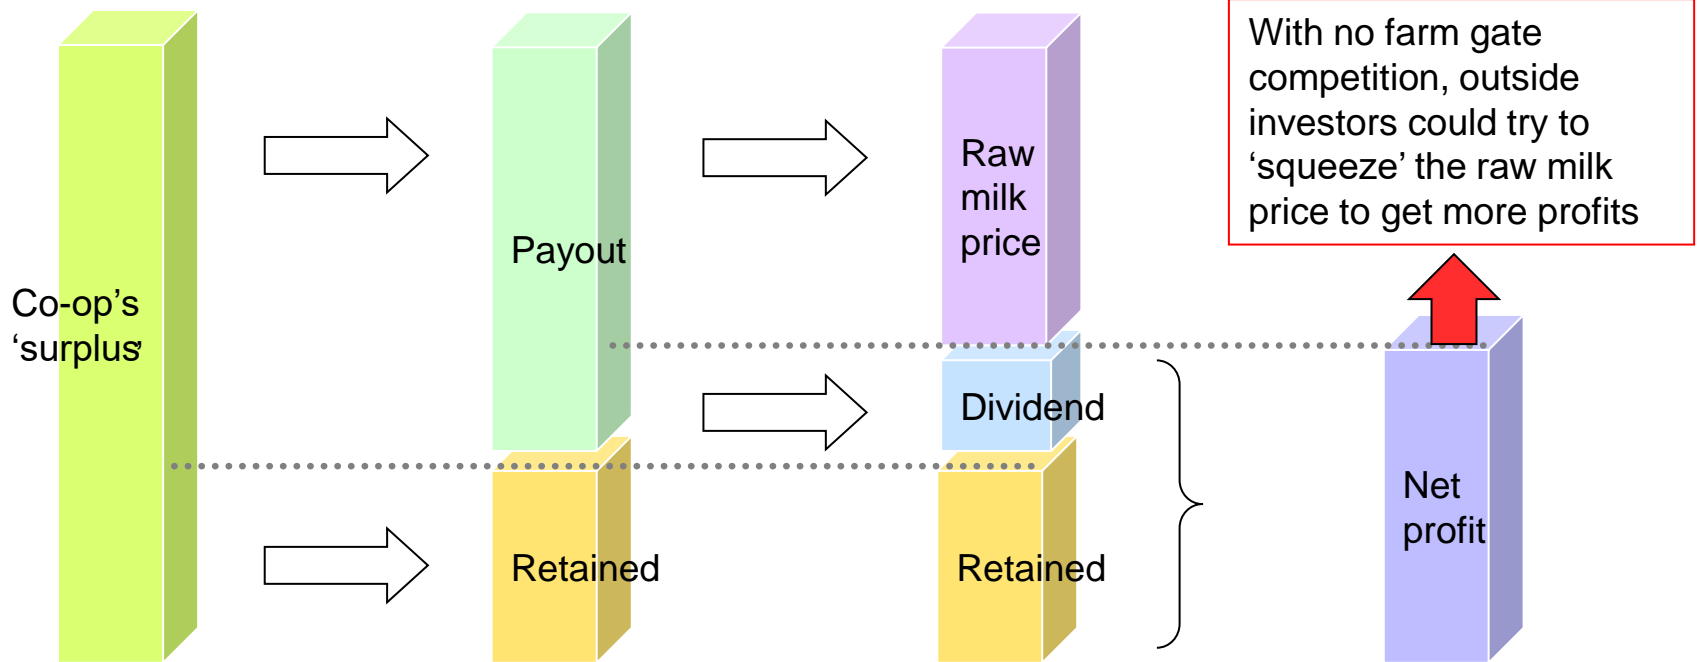 Co-op’s
‘surplus’
Payout
Retained
Raw
milk
price
Dividend
Retained
With no farm gate
competition, outside
investors could try to
‘squeeze’ the raw milk
price to get more profits
Net
profit